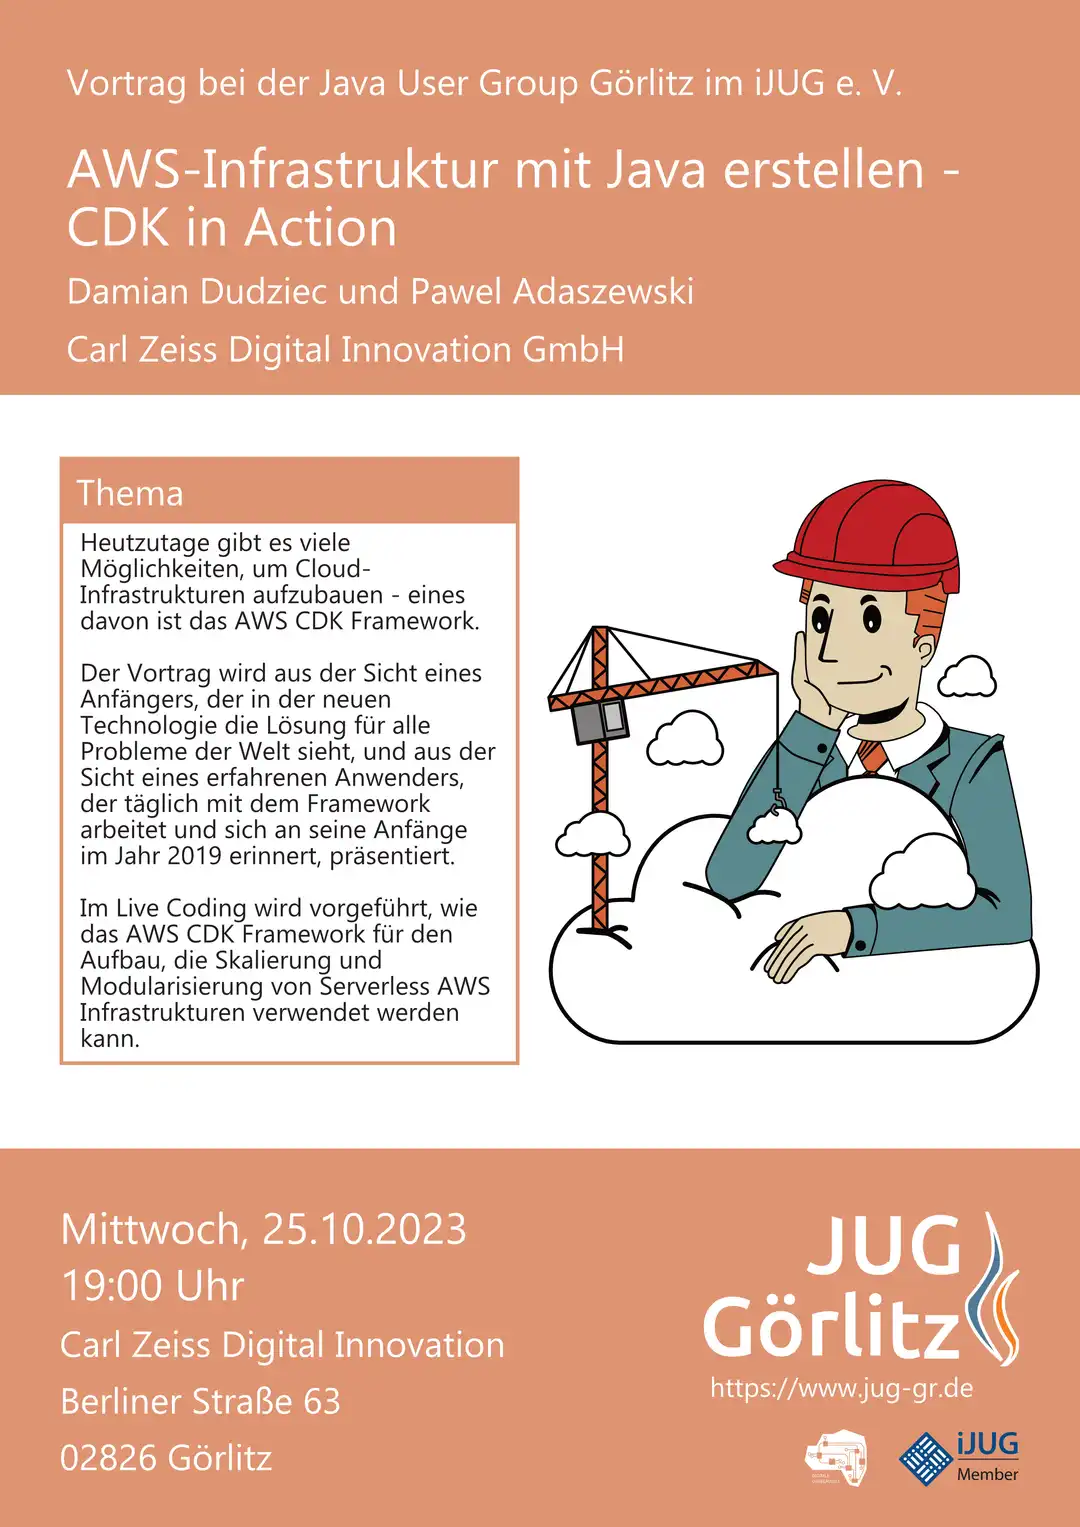 Vortrag bei der Java User Group Görlitz im iJUG e. V.
AWS-Infrastruktur mit Java erstellen -
CDK in Action
Damian Dudziec und Pawel Adaszewski
Carl Zeiss Digital Innovation GmbH
Thema
Heutzutage gibt es viele
Möglichkeiten, um Cloud-
Infrastrukturen aufzubauen - eines
davon ist das AWS CDK Framework.
Der Vortrag wird aus der Sicht eines
Anfängers, der in der neuen
Technologie die Lösung für alle
Probleme der Welt sieht, und aus der
Sicht eines erfahrenen Anwenders,
der täglich mit dem Framework
arbeitet und sich an seine Anfänge
im Jahr 2019 erinnert, präsentiert.
Im Live Coding wird vorgeführt, wie
das AWS CDK Framework für den
Aufbau, die Skalierung und
Modularisierung von Serverless AWS
Infrastrukturen verwendet werden
kann.
Mittwoch, 25.10.2023
19:00 Uhr
Carl Zeiss Digital Innovation
Berliner Straße 63
02826 Görlitz
JUG
Görlitz
https://www.jug-gr.de
iJUG
Member